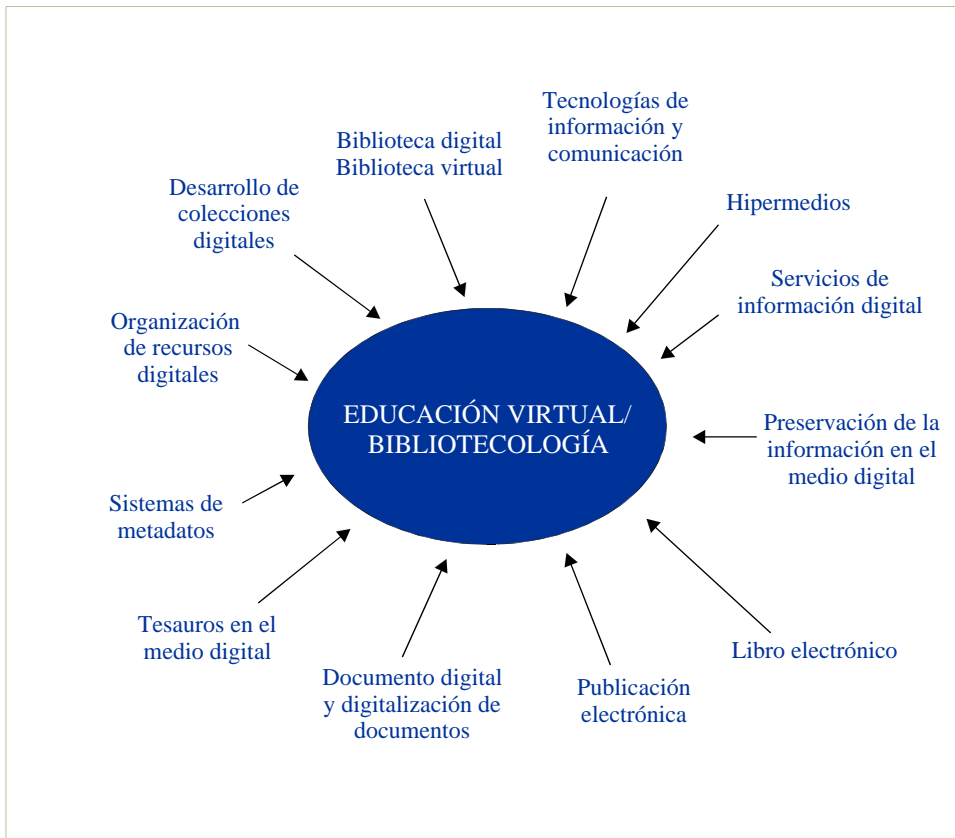 Tecnologías de
información y
comunicación
Biblioteca digital
Biblioteca virtual
Desarrollo de
colecciones
digitales
Hipermedios
Servicios de
información digital
Organización
de recursos
digitales
EDUCACIÓN VIRTUAL/
BIBLIOTECOLOGÍA
Preservación de la
información en el
medio digital
Sistemas de
metadatos
Tesauros en el
medio digital
Libro electrónico
Documento digital
y digitalización de
documentos
Publicación
electrónica